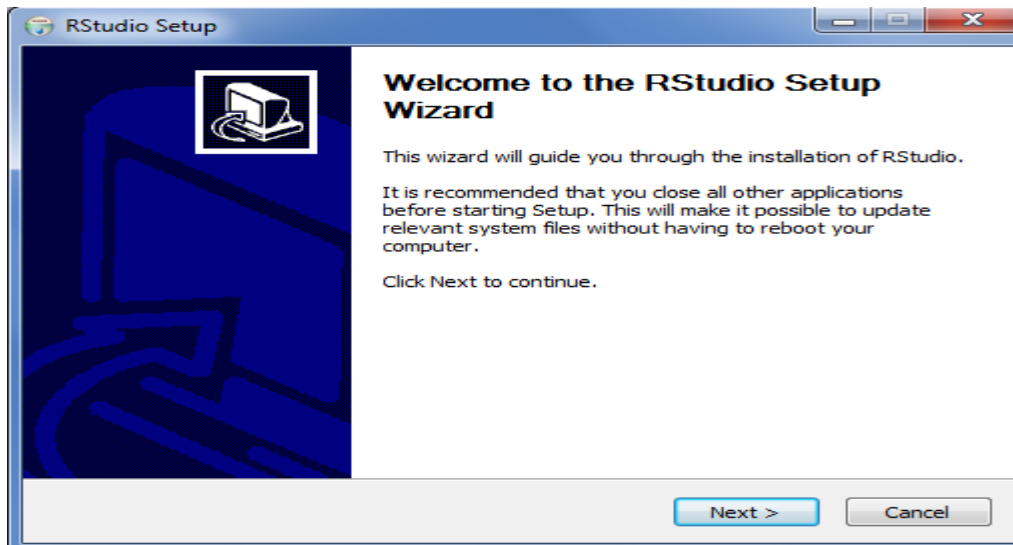 RStudio Setup
Welcome to the RStudio Setup
Wizard
This wizard will guide you through the installation of RStudio.
It is recommended that you close all other applications
before starting Setup. This will make it possible to update
relevant system files without having to reboot your
computer.
Click Next to continue.
Next >
Cancel